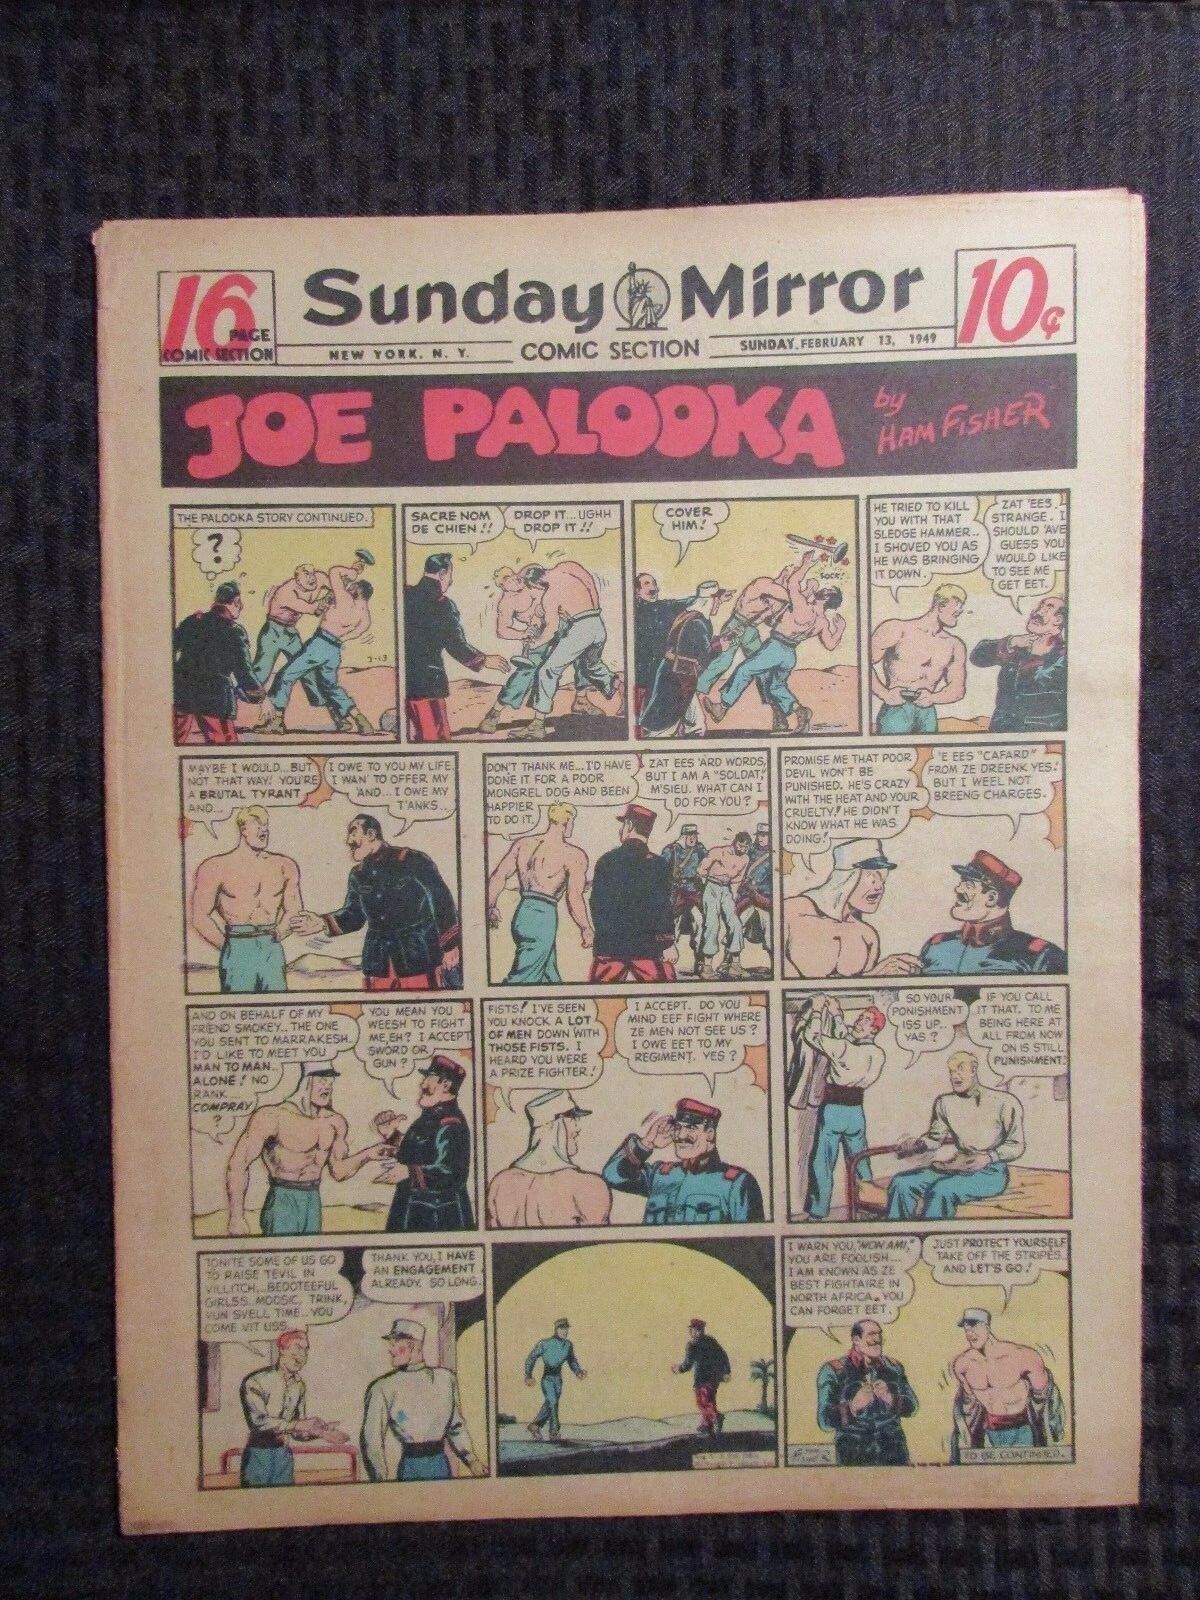 16
PAGE
COMIC SECTION
Sunday Mirror
10¢
NEW YORK, N. Y.
COMIC SECTION
SUNDAY, FEBRUARY 13, 1949
JOE PALOOKA
by
HAM FISHER
THE PALOOKA STORY CONTINUED.
?
SACRE NOM
DE CHIEN!!
DROP IT...UGHH
DROP IT!!
COVER
HIM!
SOCK!
HE TRIED TO KILL
YOU WITH THAT
SLEDGE HAMMER..
I SHOVED YOU AS
HE WAS BRINGING
IT DOWN.
ZAT 'EES
STRANGE. I
SHOULD 'AVE
GUESS YOU
WOULD LIKE
TO SEE ME
GET EET.
MAYBE I WOULD...BUT
NOT THAT WAY! YOU'RE
A BRUTAL TYRANT
AND...
I OWE TO YOU MY LIFE.
I WAN' TO OFFER MY
'AND... I OWE MY
T'ANKS...
DON'T THANK ME...I'D HAVE
DONE IT FOR A POOR
MONGREL DOG AND BEEN
HAPPIER
TO DO IT.
ZAT EES 'ARD WORDS,
BUT I AM A "SOLDAT,"
M'SIEU. WHAT CAN I
DO FOR YOU?
PROMISE ME THAT POOR
DEVIL WON'T BE
PUNISHED. HE'S CRAZY
WITH THE HEAT AND YOUR
CRUELTY! HE DIDN'T
KNOW WHAT HE WAS
DOING!
'E EES "CAFARD"
FROM ZE DREENK YES!
BUT I WEEL NOT
BREENG CHARGES.
AND ON BEHALF OF MY
FRIEND SMOKEY.. THE ONE
YOU SENT TO MARRAKESH.
I'D LIKE TO MEET YOU
MAN TO MAN..
ALONE! NO
RANK..
COMPRAY
?
YOU MEAN YOU
WEESH TO FIGHT
ME, EH? I ACCEPT.
SWORD OR
GUN?
FISTS! I'VE SEEN
YOU KNOCK A LOT
OF MEN DOWN WITH
THOSE FISTS. I
HEARD YOU WERE
A PRIZE FIGHTER!
I ACCEPT. DO YOU
MIND EEF FIGHT WHERE
ZE MEN NOT SEE US?
I OWE EET TO MY
REGIMENT. YES?
SO YOUR
PONISHMENT
ISS UP..
YAS?
IF YOU CALL
IT THAT. TO ME
BEING HERE AT
ALL FROM NOW
ON IS STILL
PUNISHMENT!
TONITE SOME OF US GO
TO RAISE TEVIL IN
VILLITCH...BEDOTEEFUL
GIRLSS..MOOSIC, TRINK,
VUN SVELL TIME...YOU
COME VIT USS..
THANK YOU, I HAVE
AN ENGAGEMENT
ALREADY. SO LONG.
I WARN YOU, "MON AMI,"
YOU ARE FOOLISH...
I AM KNOWN AS ZE
BEST FIGHTAIRE IN
NORTH AFRICA. YOU
CAN FORGET EET.
JUST PROTECT YOURSELF.
TAKE OFF THE STRIPES.
AND LET'S GO!
TO BE CONTINUED..